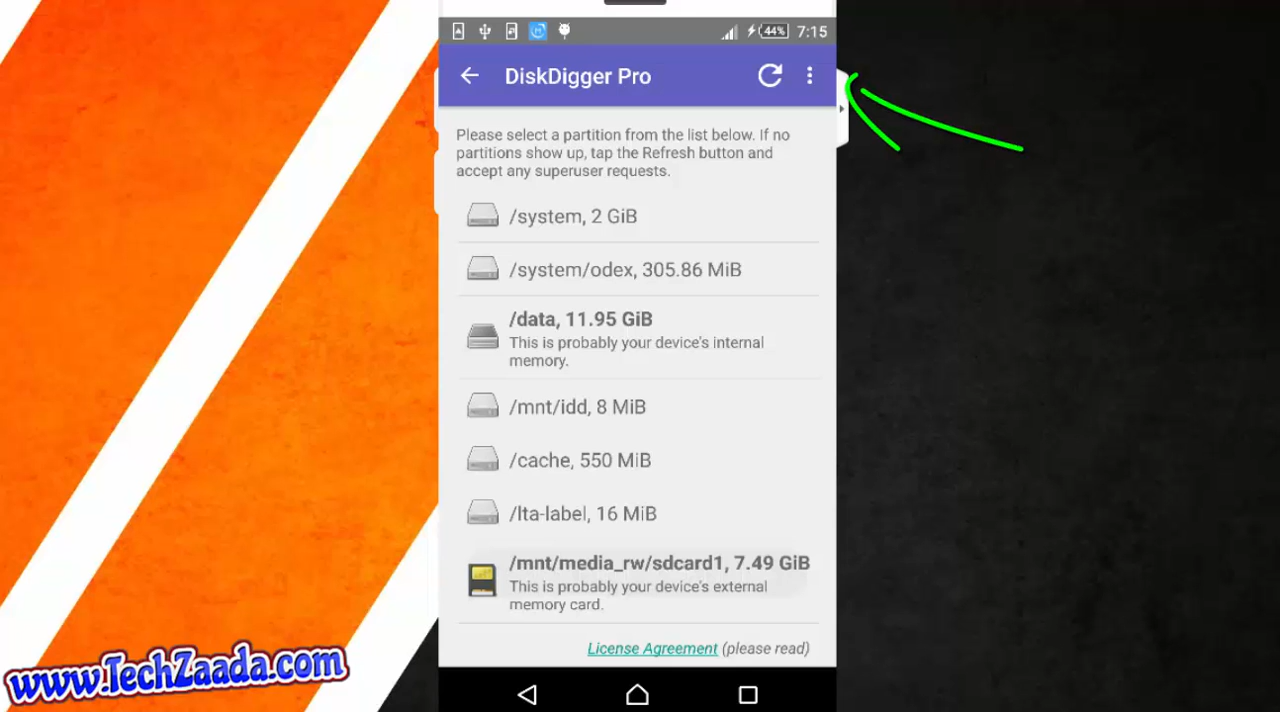 44% 7:15
DiskDigger Pro
Please select a partition from the list below. If no
partitions show up, tap the Refresh button and
accept any superuser requests.
/system, 2 GiB
/system/odex, 305.86 MiB
/data, 11.95 GiB
This is probably your device's internal
memory.
/mnt/idd, 8 MiB
/cache, 550 MiB
/lta-label, 16 MiB
/mnt/media_rw/sdcard1, 7.49 GiB
This is probably your device's external
memory card.
License Agreement (please read)
www.TechZaada.com